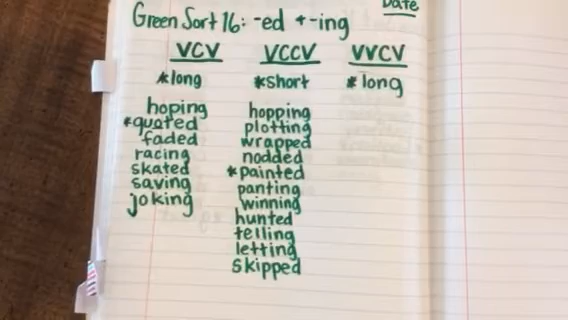 Date
Green Sort 16: -ed + -ing
VCV VCCV VVCV
*long *short *long
hoping hopping
*quoted plotting
faded wrapped
racing nodded
skated *painted
saving panting
joking winning
hunted
telling
letting
skipped